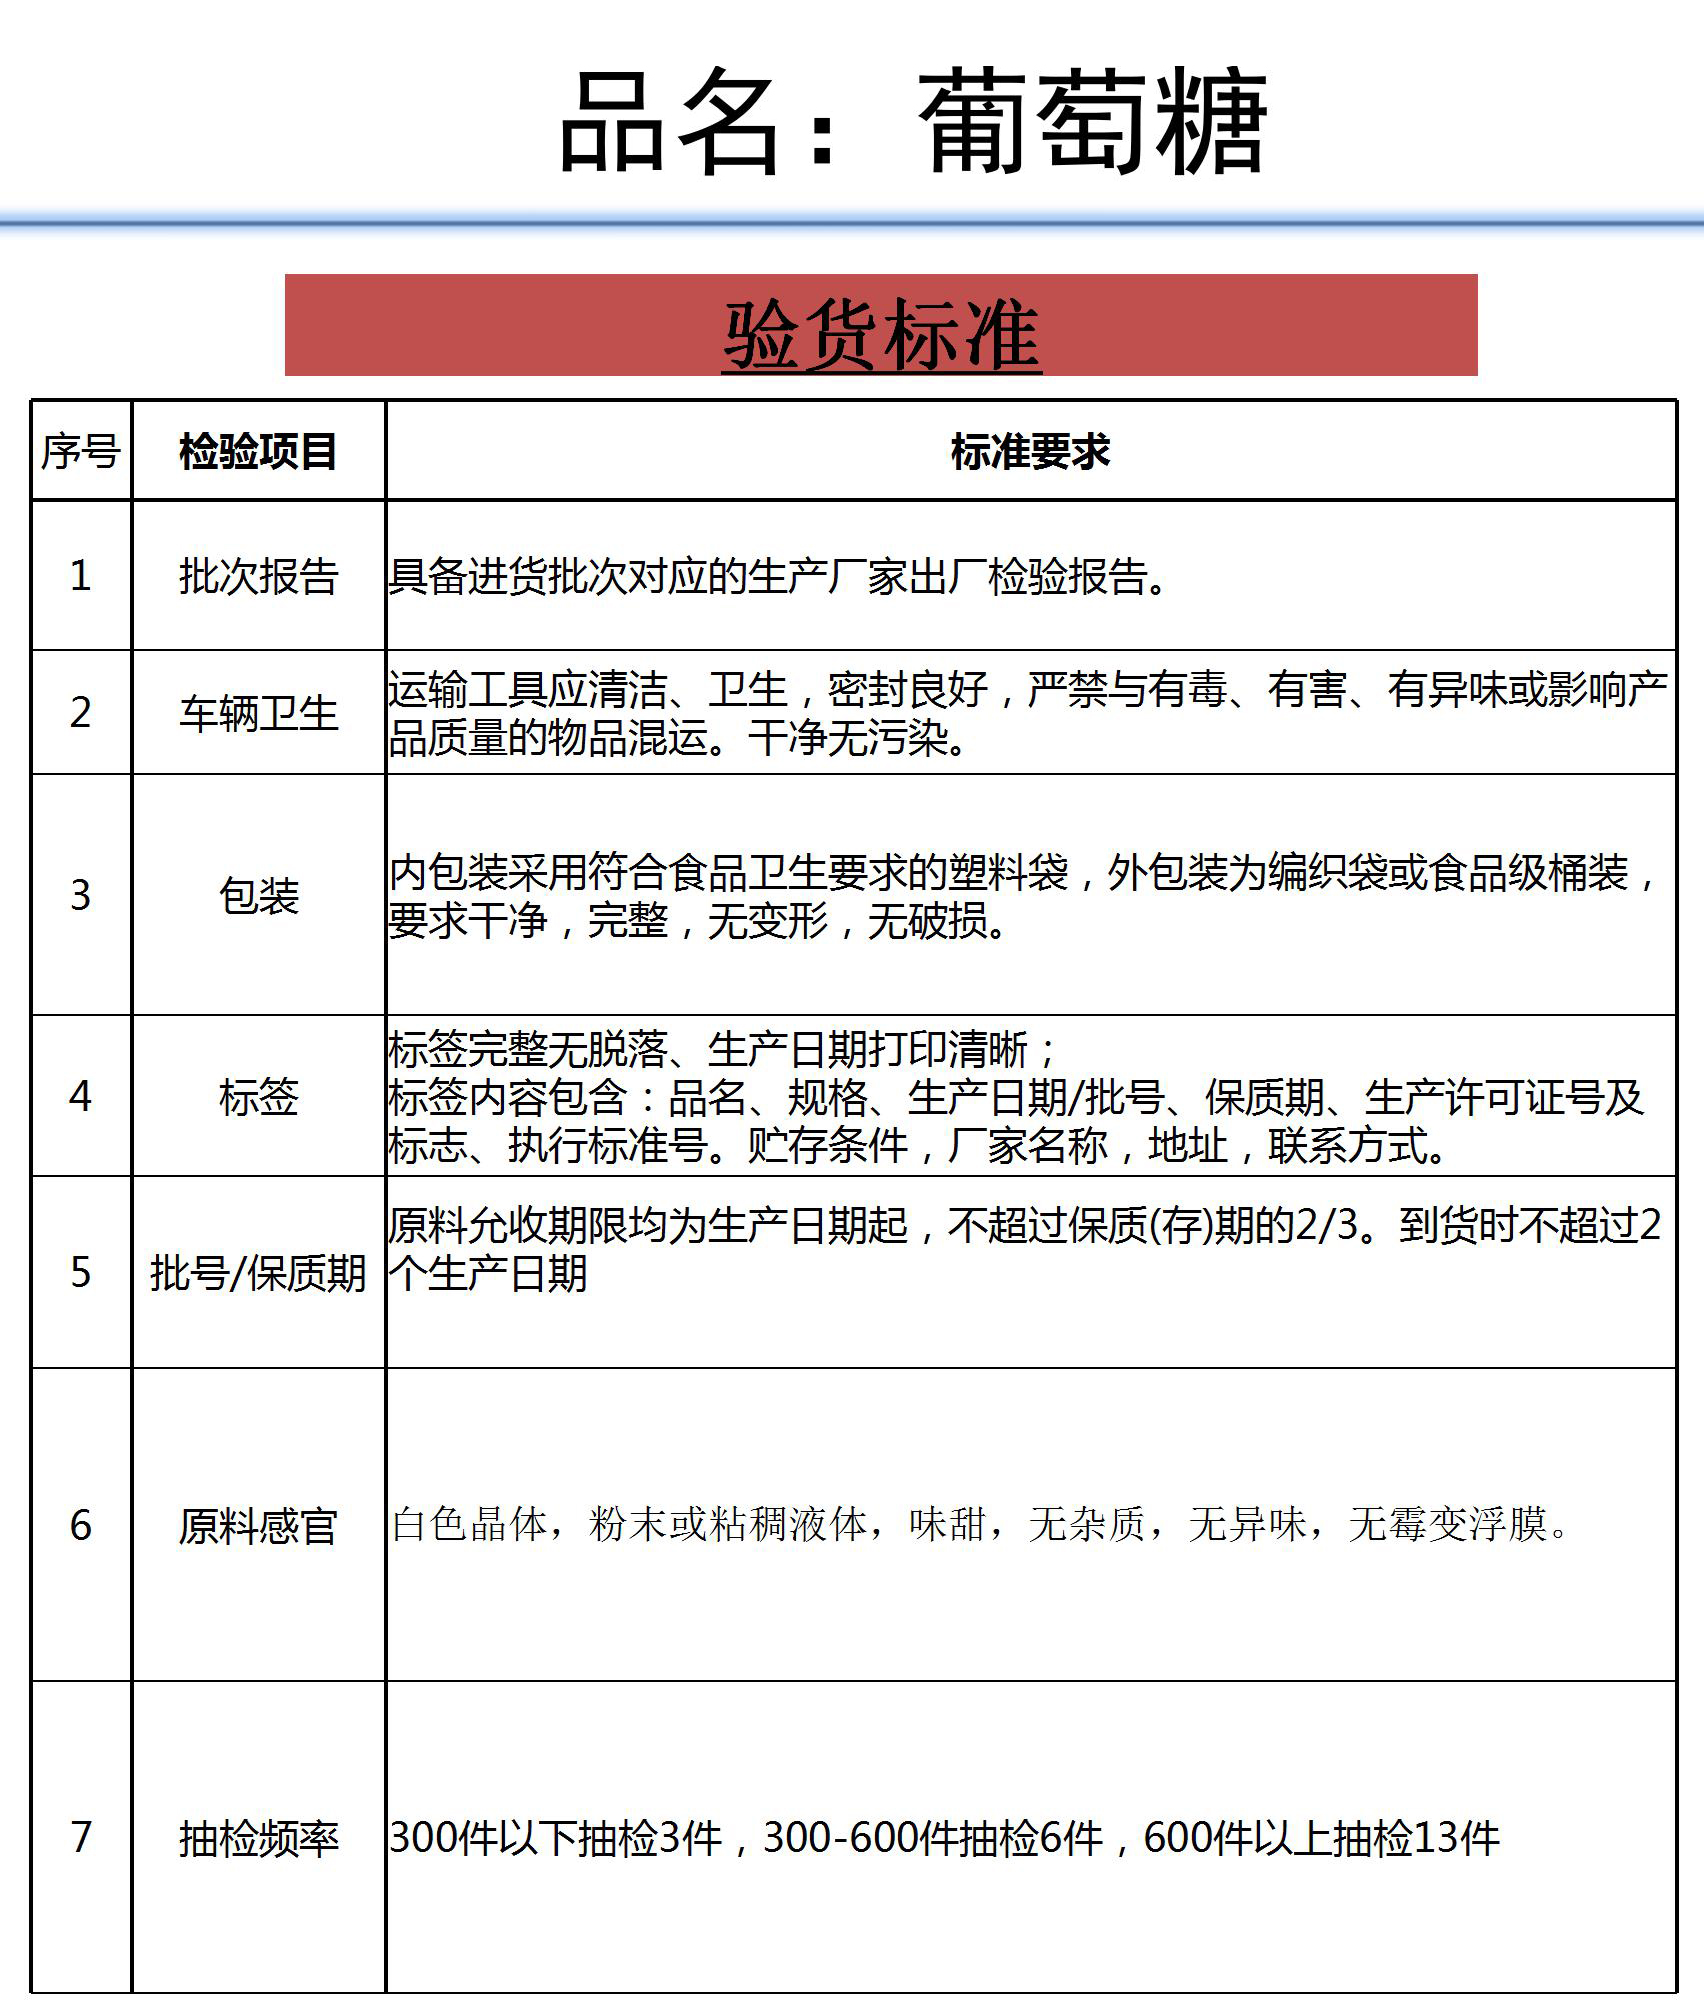 品名：葡萄糖
验货标准
序号 检验项目 标准要求
1 批次报告 具备进货批次对应的生产厂家出厂检验报告。
2 车辆卫生 运输工具应清洁、卫生，密封良好，严禁与有毒、有害、有异味或影响产
品质量的物品混运。干净无污染。
3 包装 内包装采用符合食品卫生要求的塑料袋，外包装为编织袋或食品级桶装，
要求干净，完整，无变形，无破损。
4 标签 标签完整无脱落、生产日期打印清晰；
标签内容包含：品名、规格、生产日期/批号、保质期、生产许可证号及
标志、执行标准号。贮存条件，厂家名称，地址，联系方式。
5 批号/保质期 原料允收期限均为生产日期起，不超过保质(存)期的2/3。到货时不超过2
个生产日期
6 原料感官 白色晶体，粉末或粘稠液体，味甜，无杂质，无异味，无霉变浮膜。
7 抽检频率 300件以下抽检3件，300-600件抽检6件，600件以上抽检13件